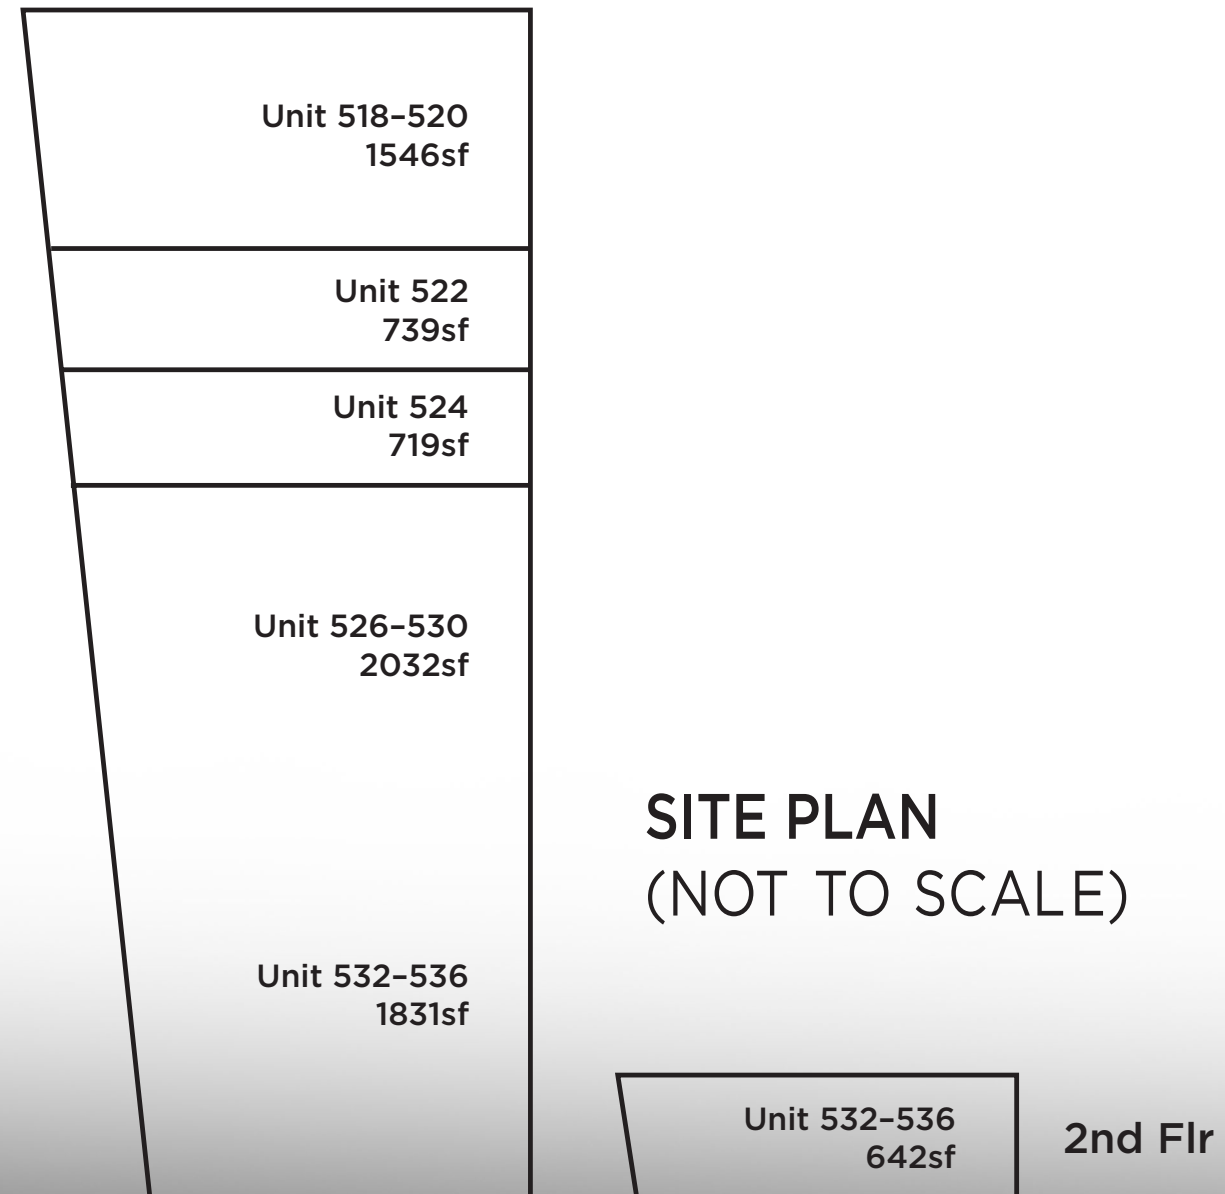 Unit 518–520
1546sf
Unit 522
739sf
Unit 524
719sf
Unit 526–530
2032sf
SITE PLAN
(NOT TO SCALE)
Unit 532–536
1831sf
Unit 532–536
642sf
2nd Flr